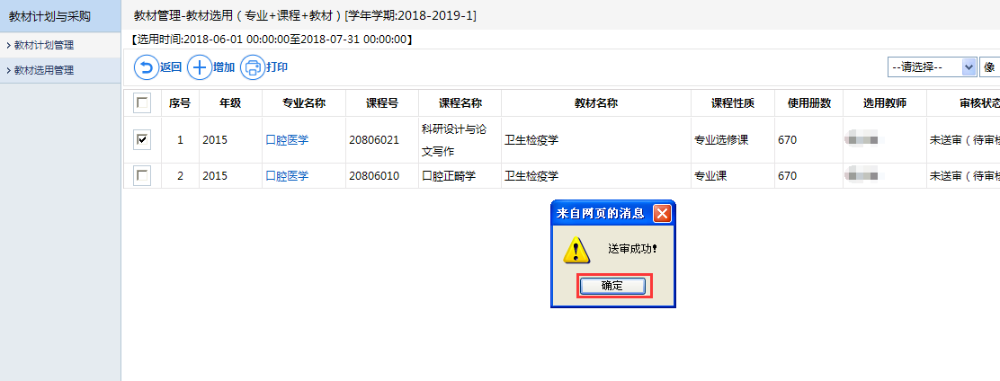 教材计划与采购
教材计划管理
教材选用管理
教材管理-教材选用（专业+课程+教材）[学年学期:2018-2019-1]
【选用时间:2018-06-01 00:00:00至2018-07-31 00:00:00】
返回 增加 打印 --请选择-- 像
序号 年级 专业名称 课程号 课程名称 教材名称 课程性质 使用册数 选用教师 审核状态
1 2015 口腔医学 20806021 科研设计与论文写作 卫生检疫学 专业选修课 670 未送审（待审核
2 2015 口腔医学 20806010 口腔正畸学 卫生检疫学 专业课 670 未送审（待审核
来自网页的消息
送审成功!
确定